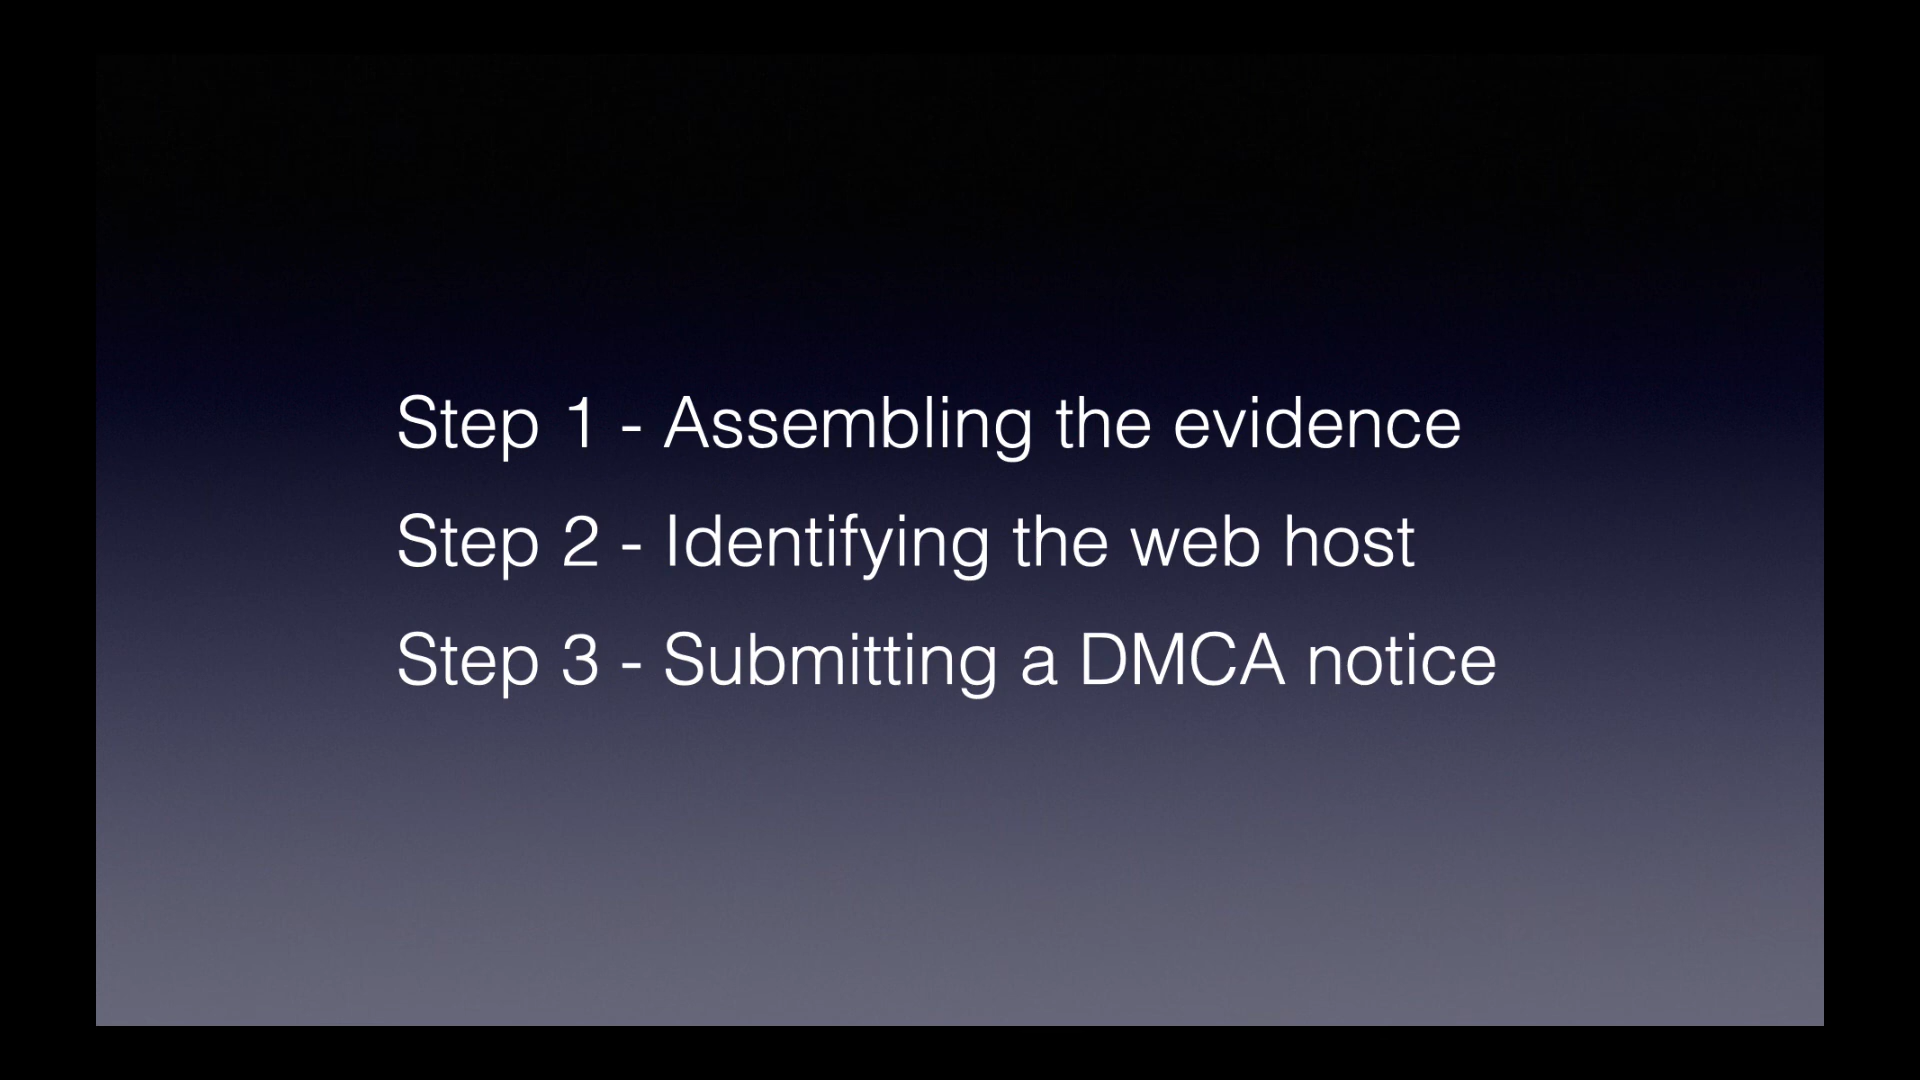 Step 1 - Assembling the evidence
Step 2 - Identifying the web host
Step 3 - Submitting a DMCA notice